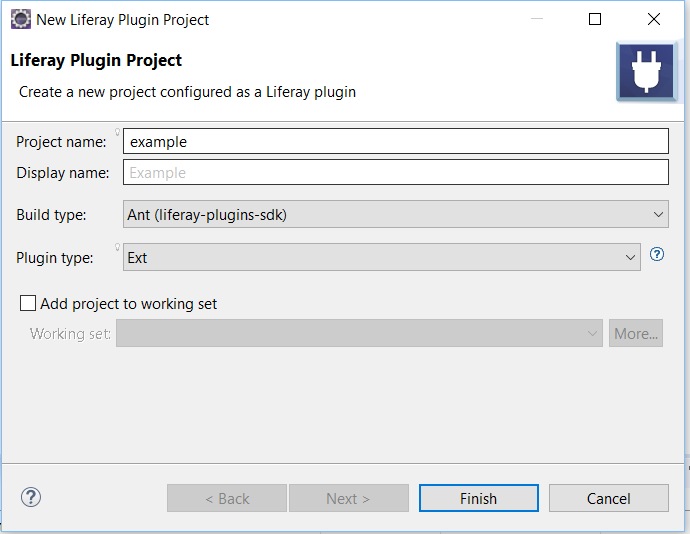 New Liferay Plugin Project
Liferay Plugin Project
Create a new project configured as a Liferay plugin
Project name: example
Display name: Example
Build type: Ant (liferay-plugins-sdk)
Plugin type: Ext
Add project to working set
Working set: More...
< Back Next > Finish Cancel